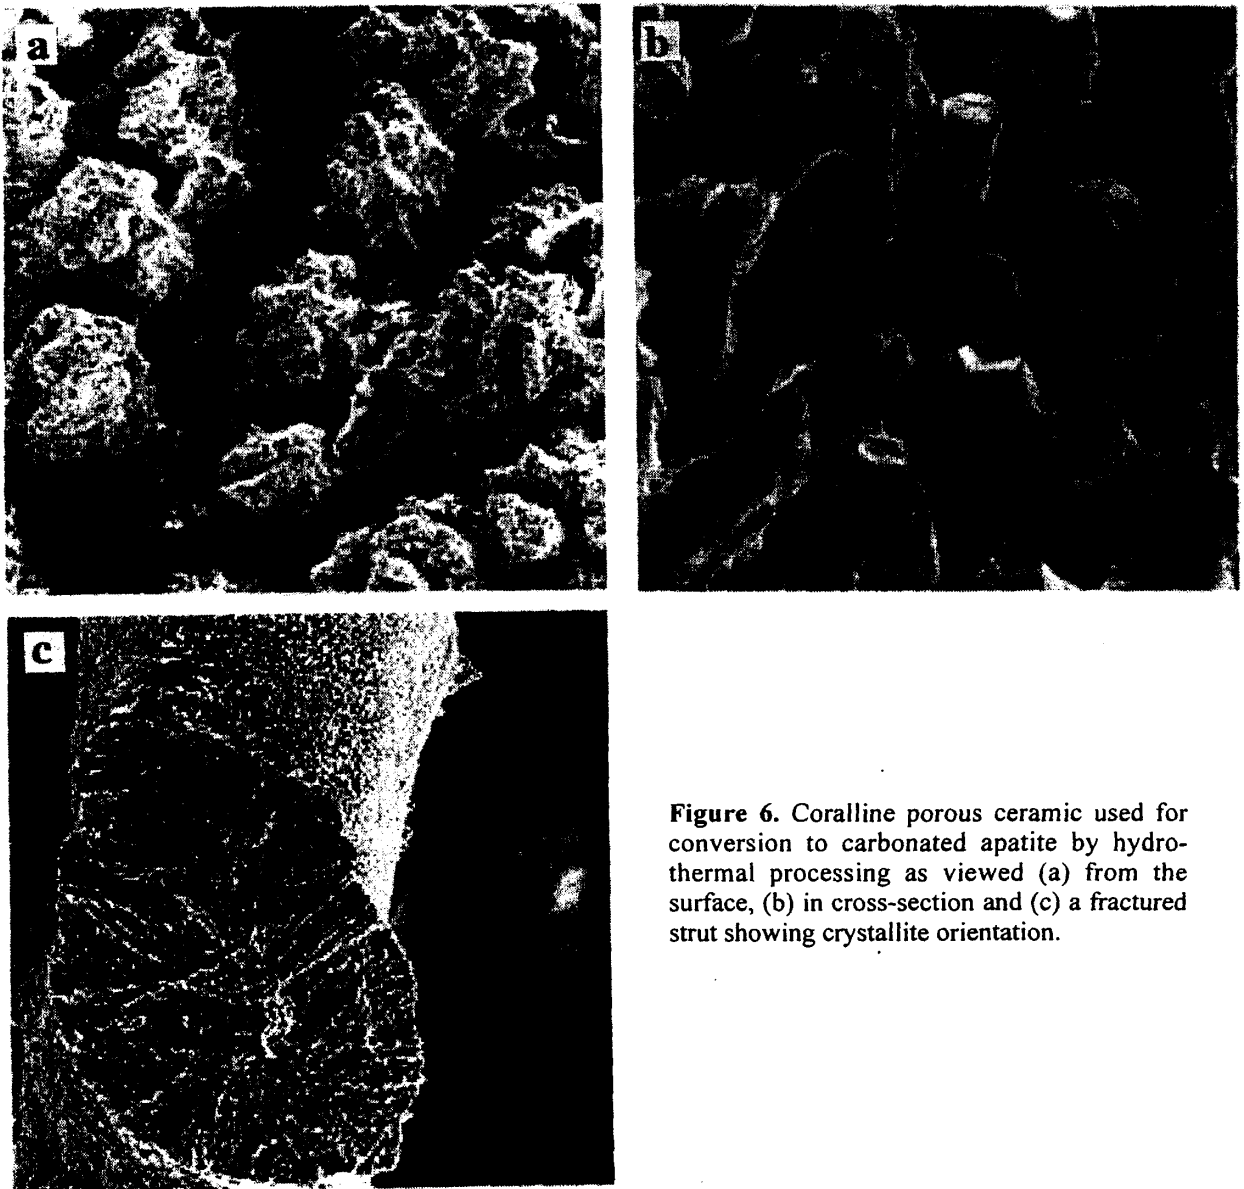 a
b
c
Figure 6. Coralline porous ceramic used for
conversion to carbonated apatite by hydro-
thermal processing as viewed (a) from the
surface, (b) in cross-section and (c) a fractured
strut showing crystallite orientation.